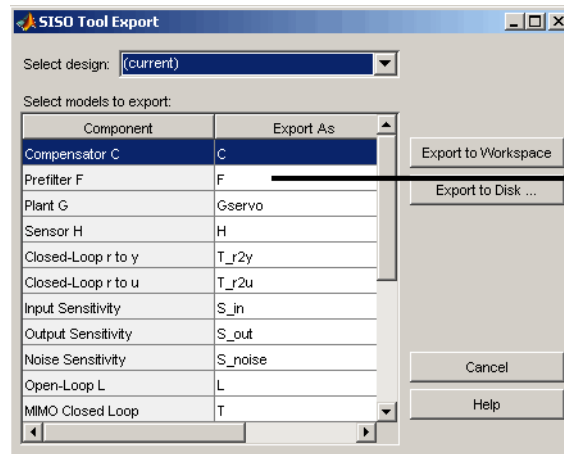 SISO Tool Export
Select design: (current)
Select models to export:
Component Export As
Compensator C C
Prefilter F F
Plant G Gservo
Sensor H H
Closed-Loop r to y T_r2y
Closed-Loop r to u T_r2u
Input Sensitivity S_in
Output Sensitivity S_out
Noise Sensitivity S_noise
Open-Loop L L
MIMO Closed Loop T
Export to Workspace
Export to Disk ...
Cancel
Help